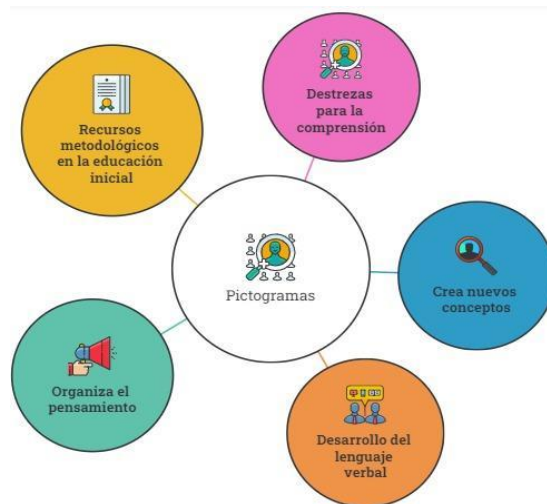 Destrezas
para la
comprensión
Recursos
metodológicos
en la educación
inicial
Pictogramas
Crea nuevos
conceptos
Organiza el
pensamiento
Desarrollo del
lenguaje
verbal